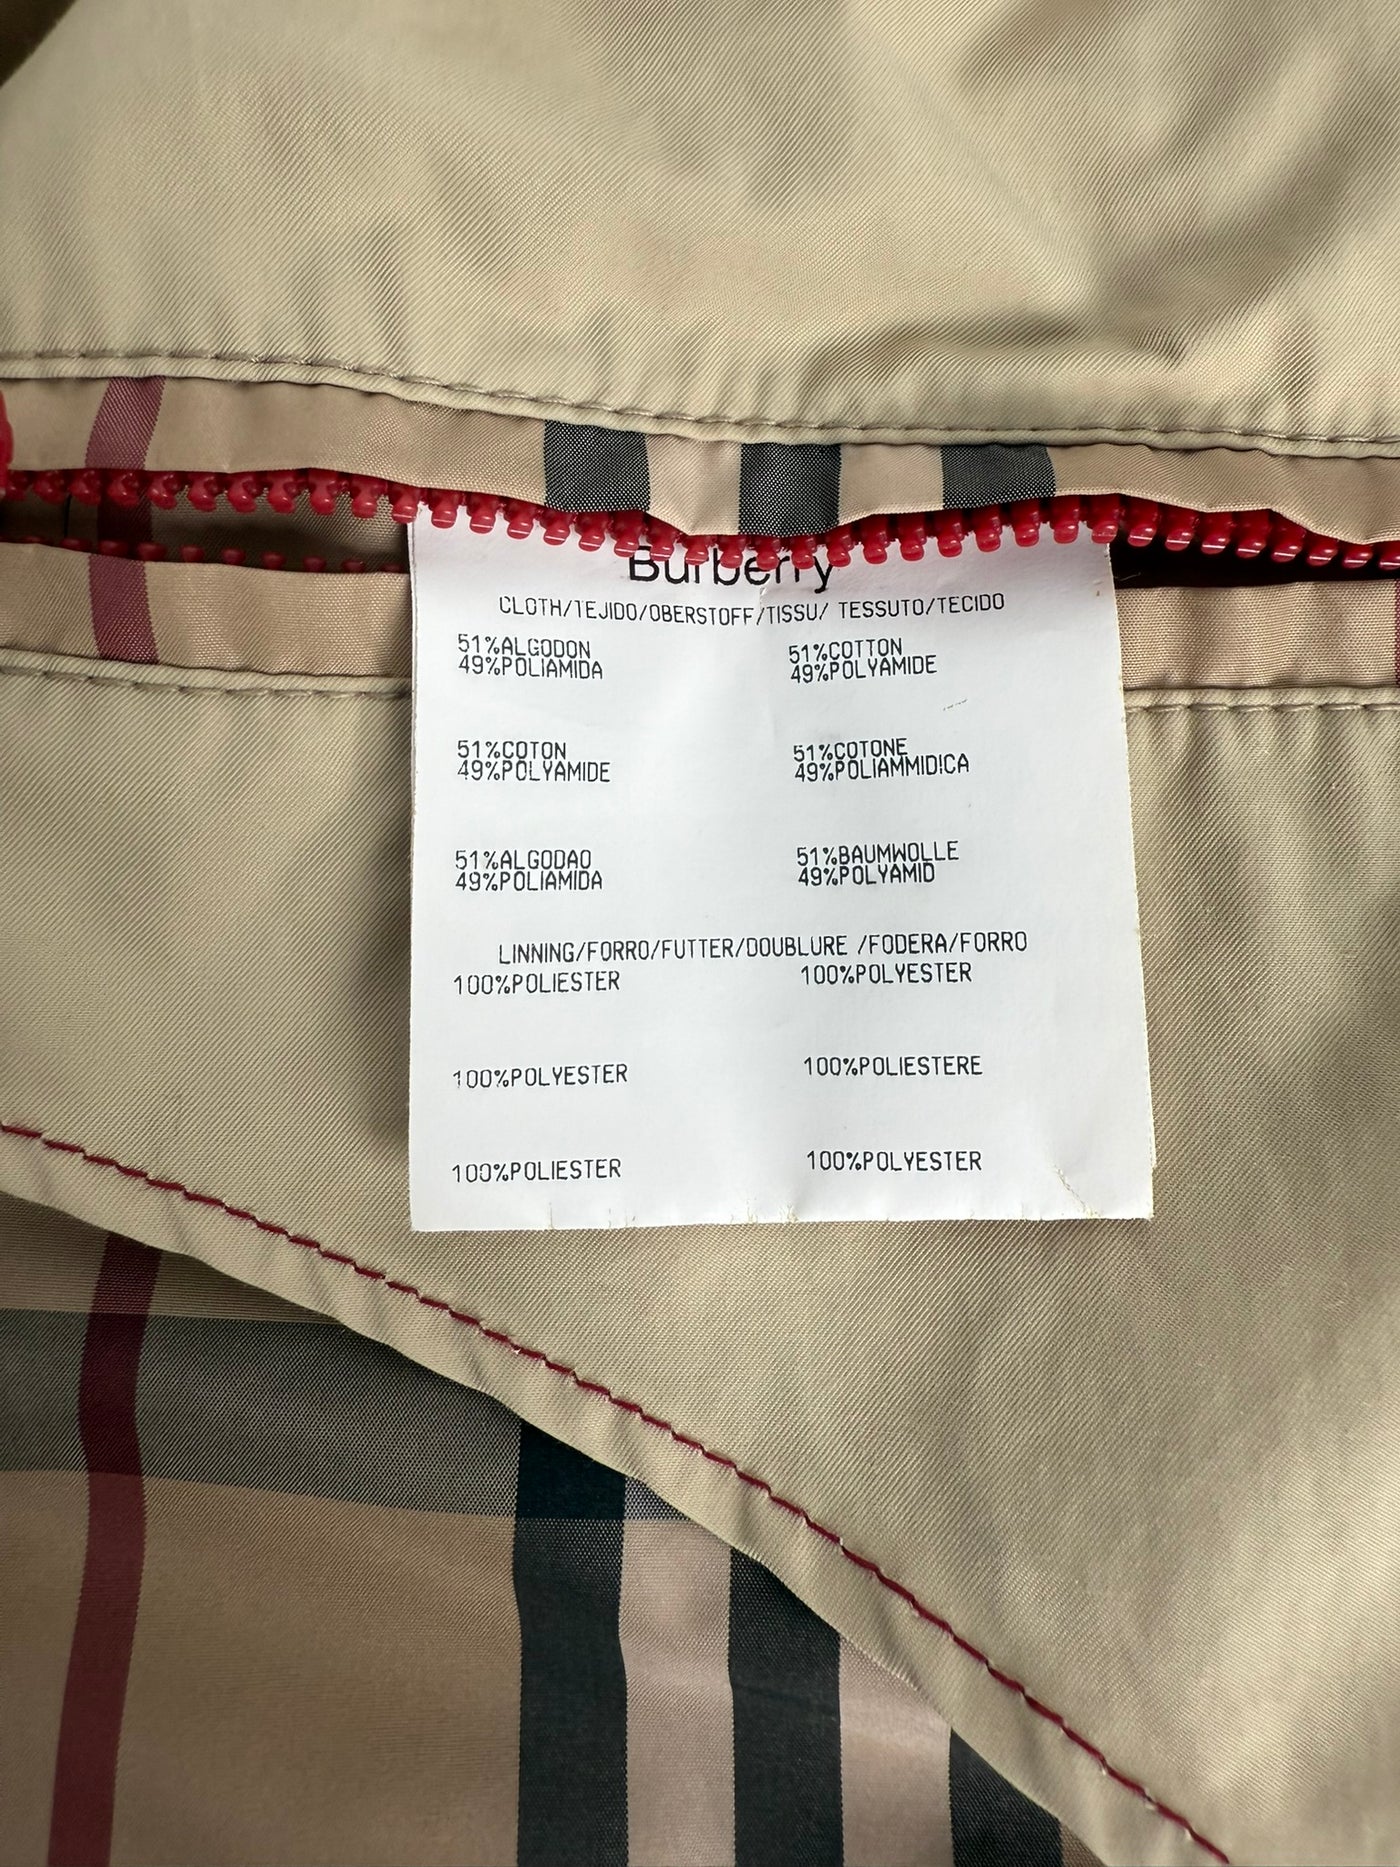 Burberry
CLOTH/TEJIDO/OBERSTOFF/TISSU/ TESSUTO/TECIDO
51%ALGODON
49%POLIAMIDA
51%COTTON
49%POLYAMIDE
51%COTON
49%POLYAMIDE
51%COTONE
49%POLIAMMIDICA
51%ALGODAO
49%POLIAMIDA
51%BAUMWOLLE
49%POLYAMID
LINNING/FORRO/FUTTER/DOUBLURE /FODERA/FORRO
100%POLIESTER
100%POLYESTER
100%POLYESTER
100%POLIESTERE
100%POLIESTER
100%POLYESTER